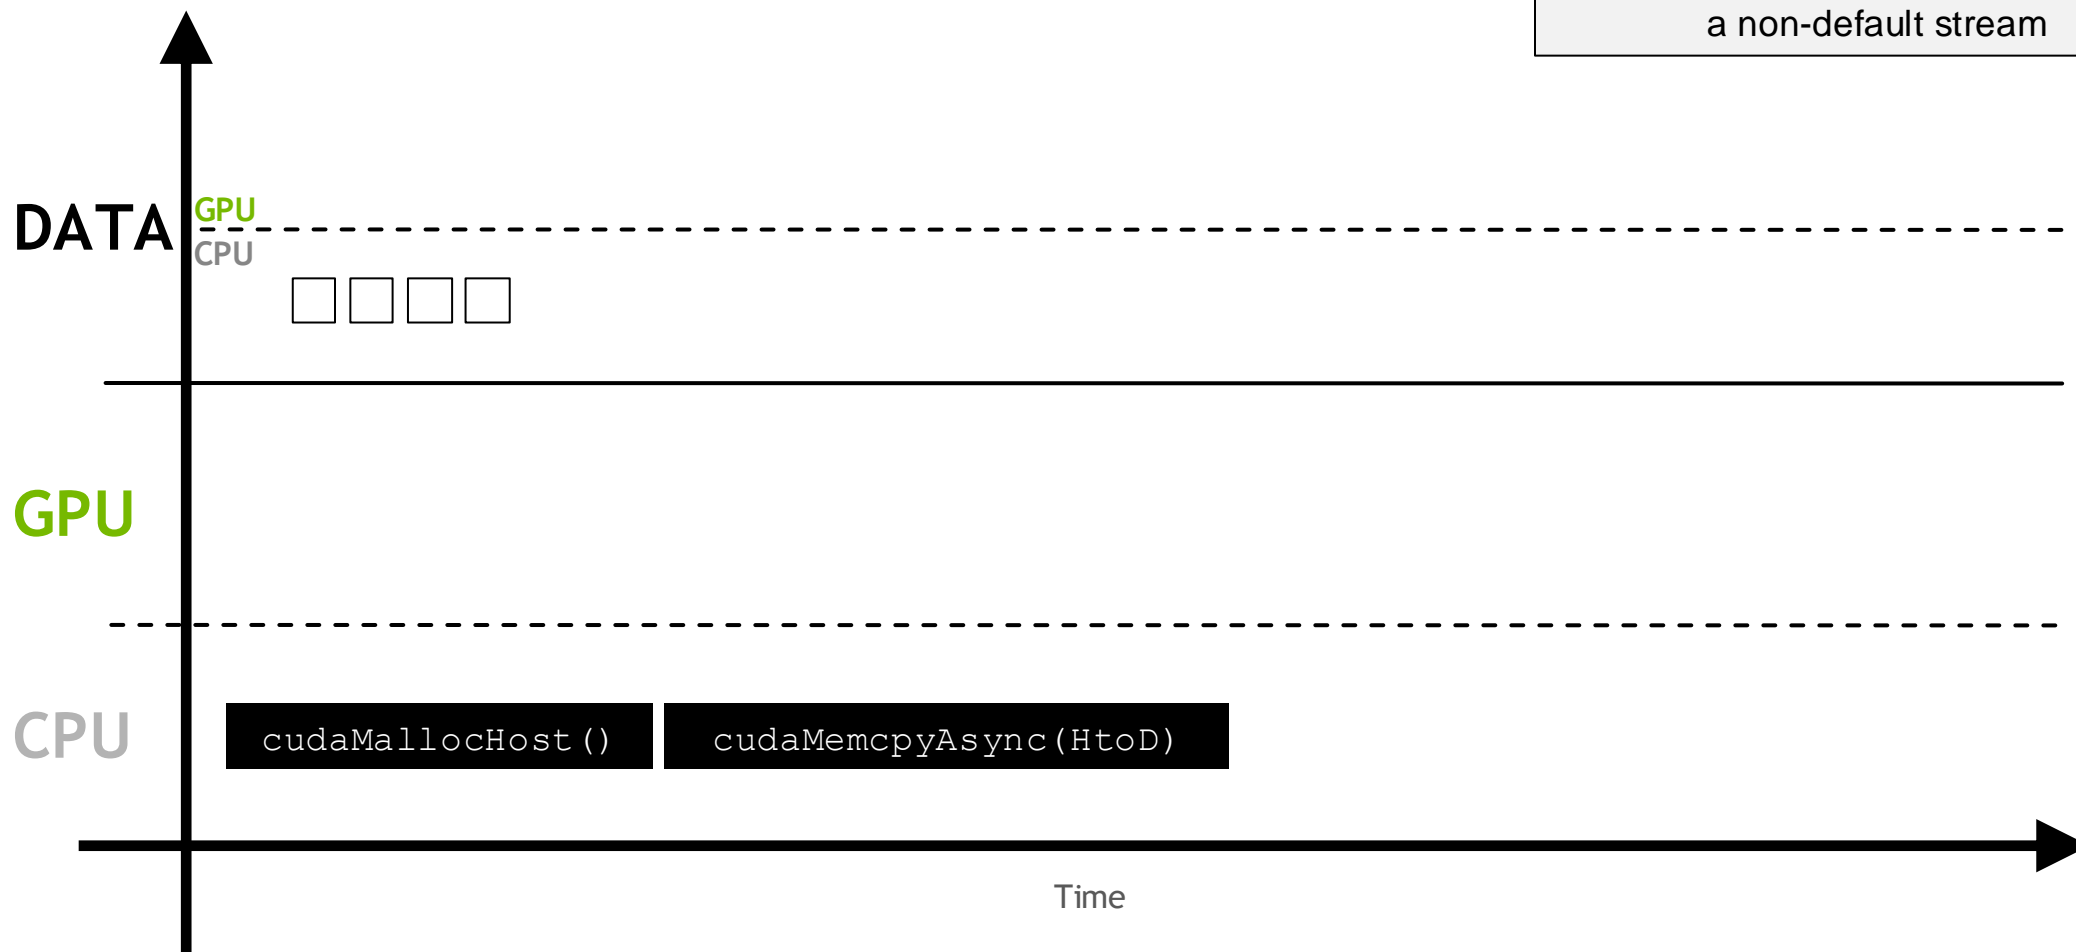 a non-default stream
DATA
GPU
CPU
GPU
CPU
cudaMallocHost()
cudaMemcpyAsync(HtoD)
Time